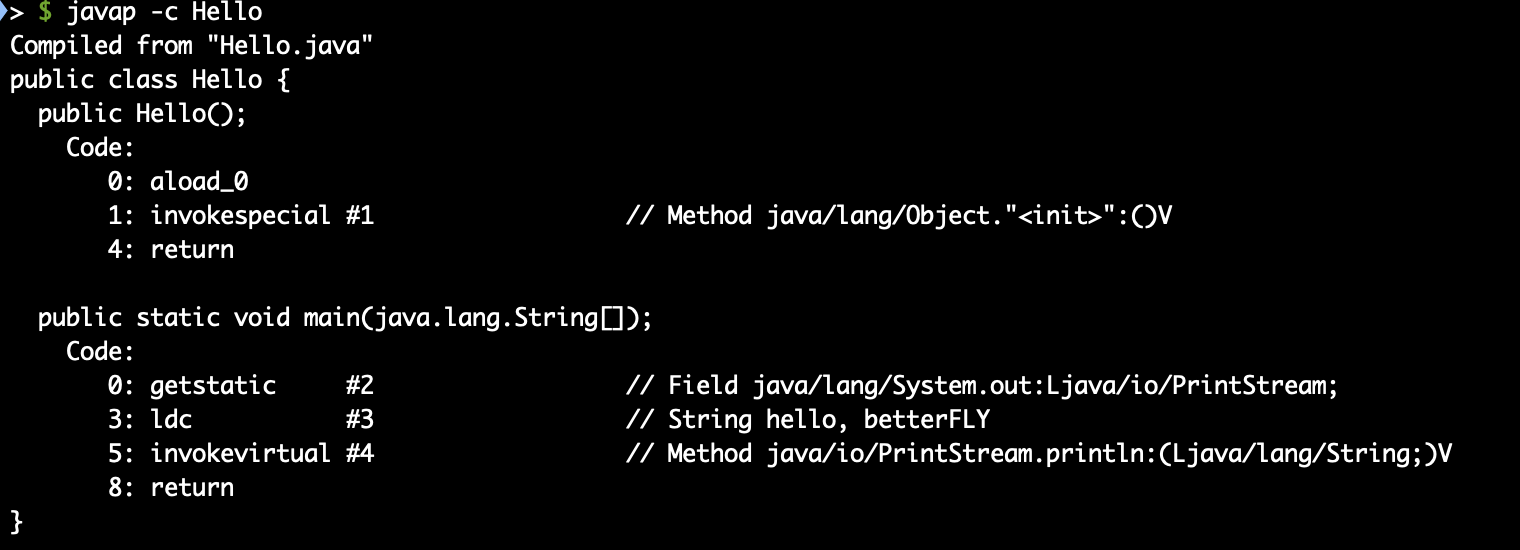 > $ javap -c Hello
Compiled from "Hello.java"
public class Hello {
  public Hello();
    Code:
       0: aload_0
       1: invokespecial #1                  // Method java/lang/Object."<init>":()V
       4: return

  public static void main(java.lang.String[]);
    Code:
       0: getstatic     #2                  // Field java/lang/System.out:Ljava/io/PrintStream;
       3: ldc           #3                  // String hello, betterFLY
       5: invokevirtual #4                  // Method java/io/PrintStream.println:(Ljava/lang/String;)V
       8: return
}